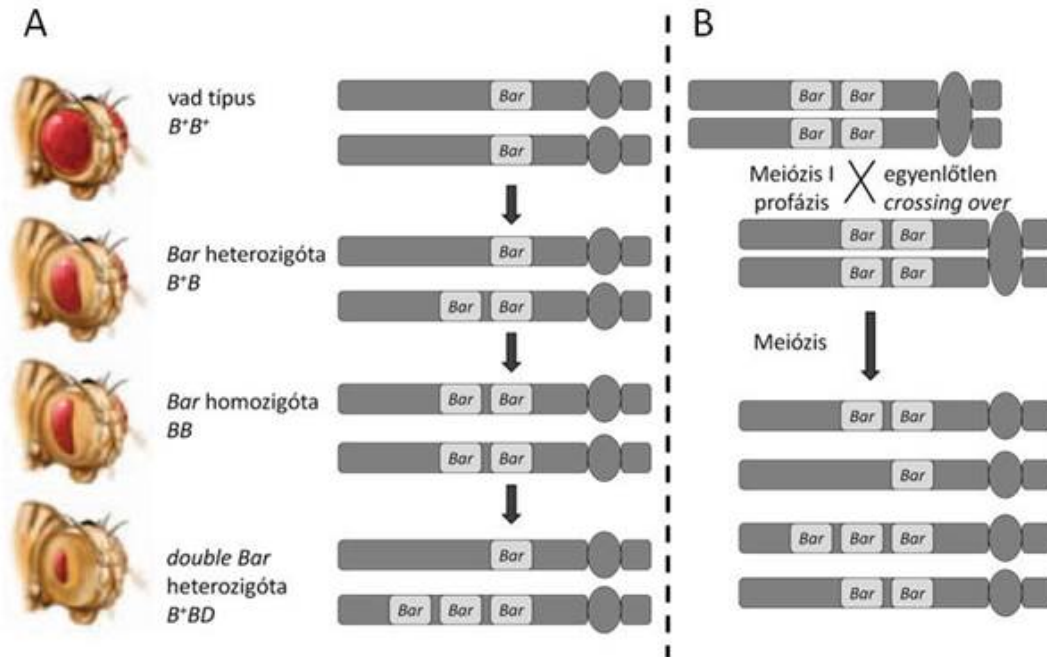 A
vad típus
B⁺B⁺
Bar
Bar
Bar heterozigóta
B⁺B
Bar
Bar Bar
Bar homozigóta
BB
Bar Bar
Bar Bar
double Bar
heterozigóta
B⁺BD
Bar
Bar Bar Bar
B
Bar Bar
Bar Bar
Meiózis I
profázis
egyenlőtlen
crossing over
Bar Bar
Bar Bar
Meiózis
Bar Bar
Bar
Bar Bar Bar
Bar Bar